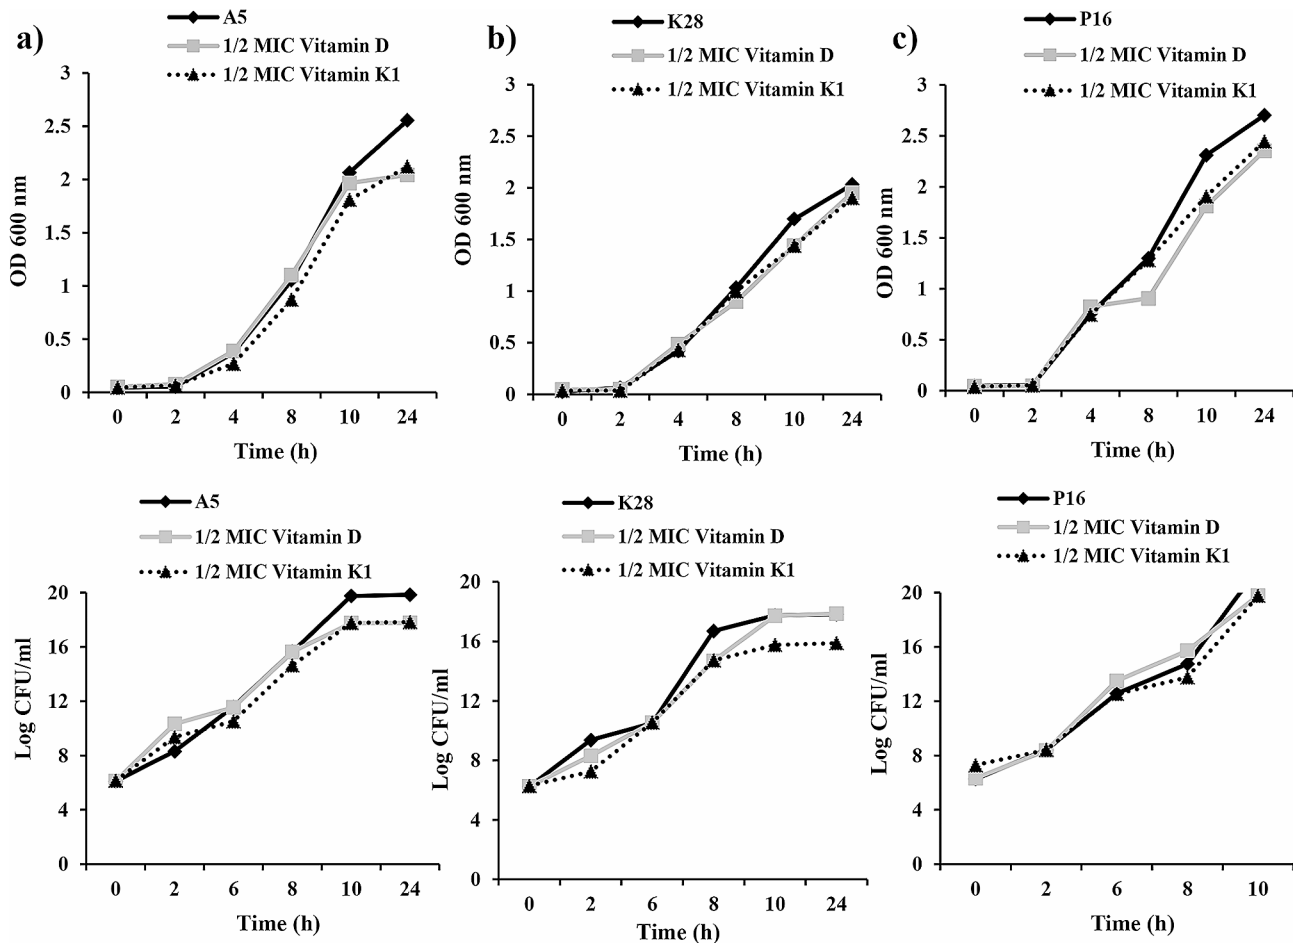 a)
A5
1/2 MIC Vitamin D
1/2 MIC Vitamin K1
3
2.5
2
1.5
1
0.5
0
OD 600 nm
0 2 4 8 10 24
Time (h)
b)
K28
1/2 MIC Vitamin D
1/2 MIC Vitamin K1
3
2.5
2
1.5
1
0.5
0
OD 600 nm
0 2 4 8 10 24
Time (h)
c)
P16
1/2 MIC Vitamin D
1/2 MIC Vitamin K1
3
2.5
2
1.5
1
0.5
0
OD 600 nm
0 2 4 8 10 24
Time (h)
A5
1/2 MIC Vitamin D
1/2 MIC Vitamin K1
20
16
12
8
4
0
Log CFU/ml
0 2 6 8 10 24
Time (h)
K28
1/2 MIC Vitamin D
1/2 MIC Vitamin K1
20
16
12
8
4
0
Log CFU/ml
0 2 6 8 10 24
Time (h)
P16
1/2 MIC Vitamin D
1/2 MIC Vitamin K1
20
16
12
8
4
0
Log CFU/ml
0 2 6 8 10
Time (h)